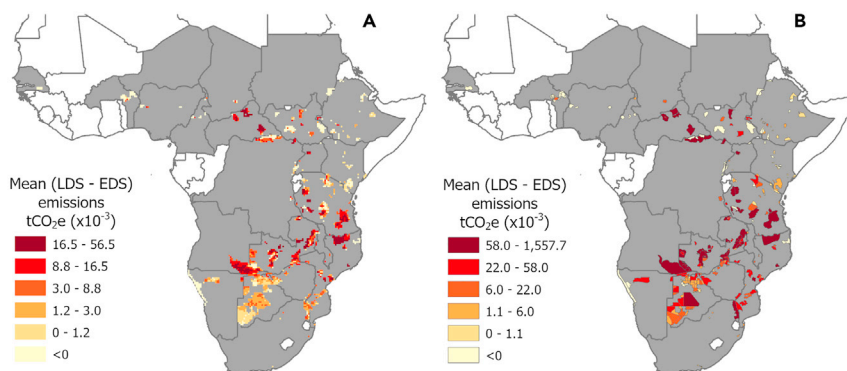 A
Mean (LDS - EDS)
emissions
tCO₂e (x10⁻³)
16.5 - 56.5
8.8 - 16.5
3.0 - 8.8
1.2 - 3.0
0 - 1.2
<0
B
Mean (LDS - EDS)
emissions
tCO₂e (x10⁻³)
58.0 - 1,557.7
22.0 - 58.0
6.0 - 22.0
1.1 - 6.0
0 - 1.1
<0